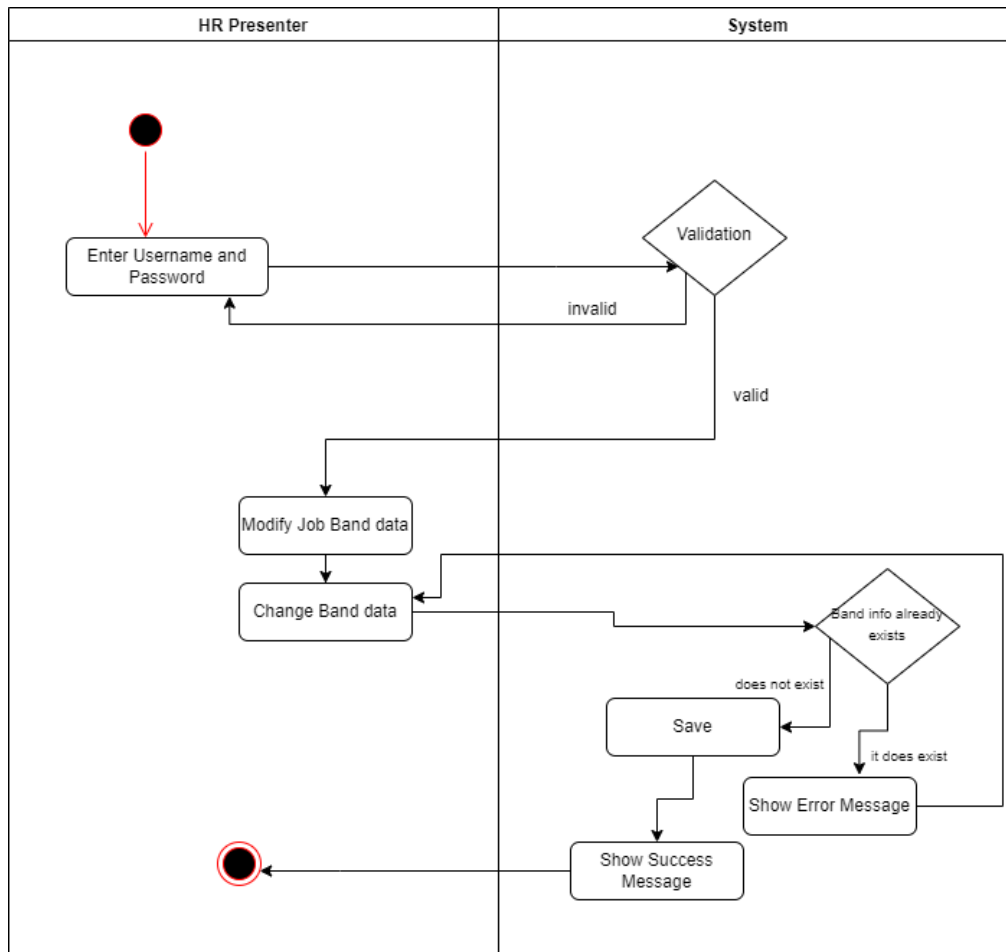 HR Presenter
System
Validation
Enter Username and
Password
invalid
valid
Modify Job Band data
Change Band data
Band info already
exists
does not exist
Save
it does exist
Show Error Message
Show Success
Message